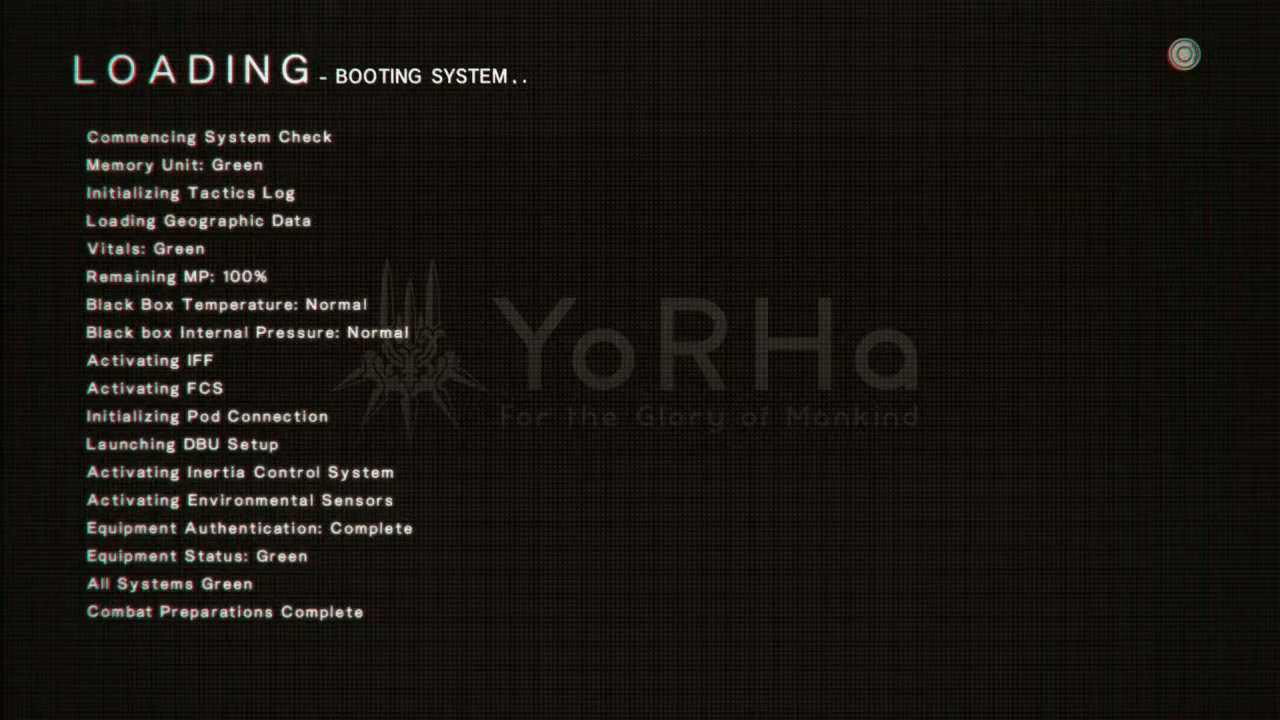 LOADING - BOOTING SYSTEM..
Commencing System Check
Memory Unit: Green
Initializing Tactics Log
Loading Geographic Data
Vitals: Green
Remaining MP: 100%
Black Box Temperature: Normal
Black box Internal Pressure: Normal
Activating IFF
Activating FCS
Initializing Pod Connection
Launching DBU Setup
Activating Inertia Control System
Activating Environmental Sensors
Equipment Authentication: Complete
Equipment Status: Green
All Systems Green
Combat Preparations Complete
YoRHa
For the Glory of Mankind